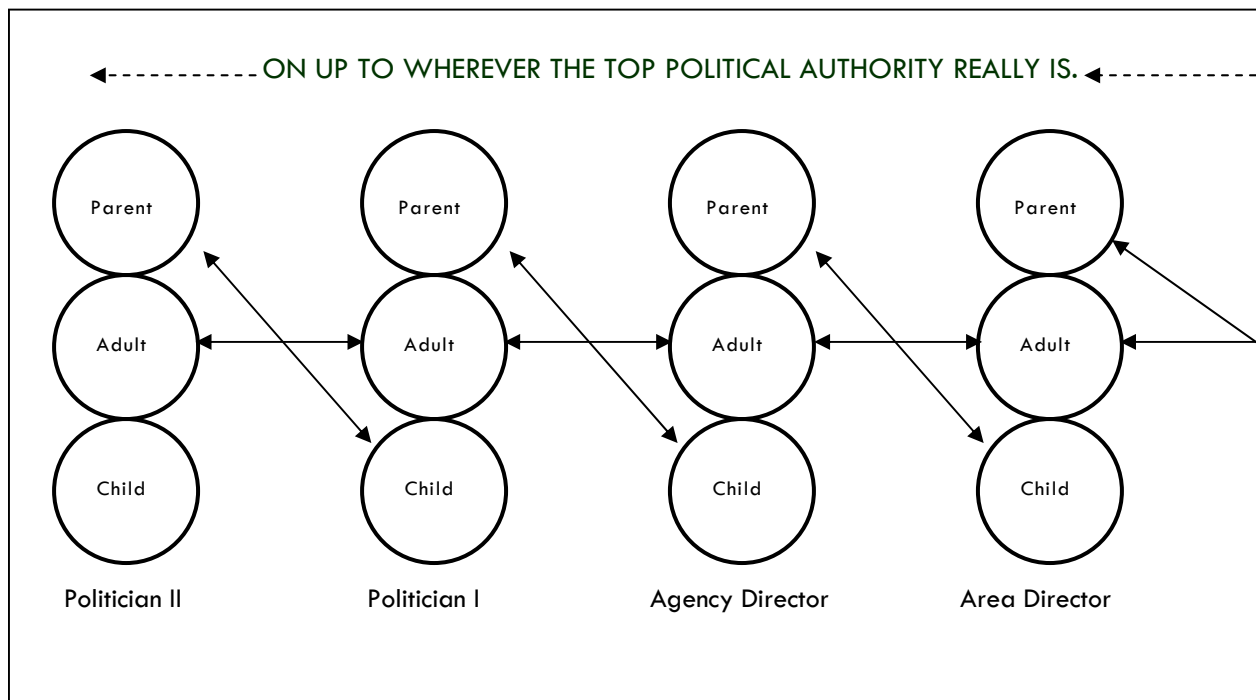 ON UP TO WHEREVER THE TOP POLITICAL AUTHORITY REALLY IS.
Parent Parent Parent Parent
Adult Adult Adult Adult
Child Child Child Child
Politician II Politician I Agency Director Area Director